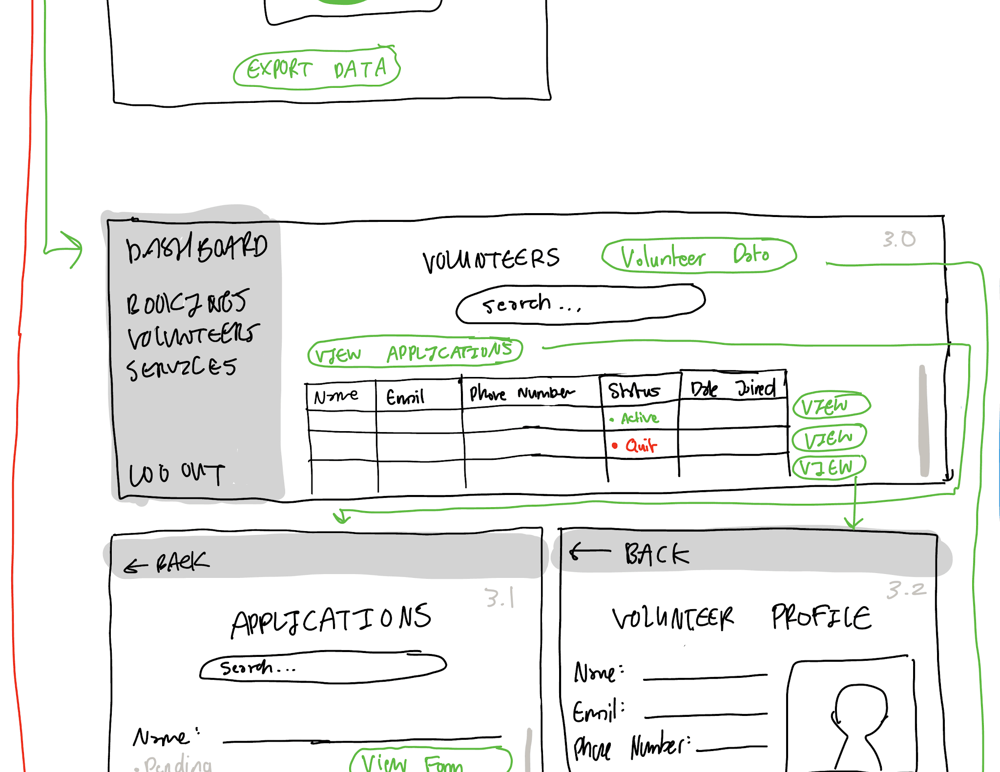 EXPORT DATA
DASHBOARD
BOOKINGS
VOLUNTEERS
SERVICES
LOG OUT
3.0
VOLUNTEERS
Volunteer Data
search...
VIEW APPLICATIONS
Name Email Phone Number Status Date Joined
• Active
• Quit
VIEW
VIEW
VIEW
← BACK
3.1
APPLICATIONS
Search...
Name:
• Pending
View Form
← BACK
3.2
VOLUNTEER PROFILE
Name:
Email:
Phone Number: